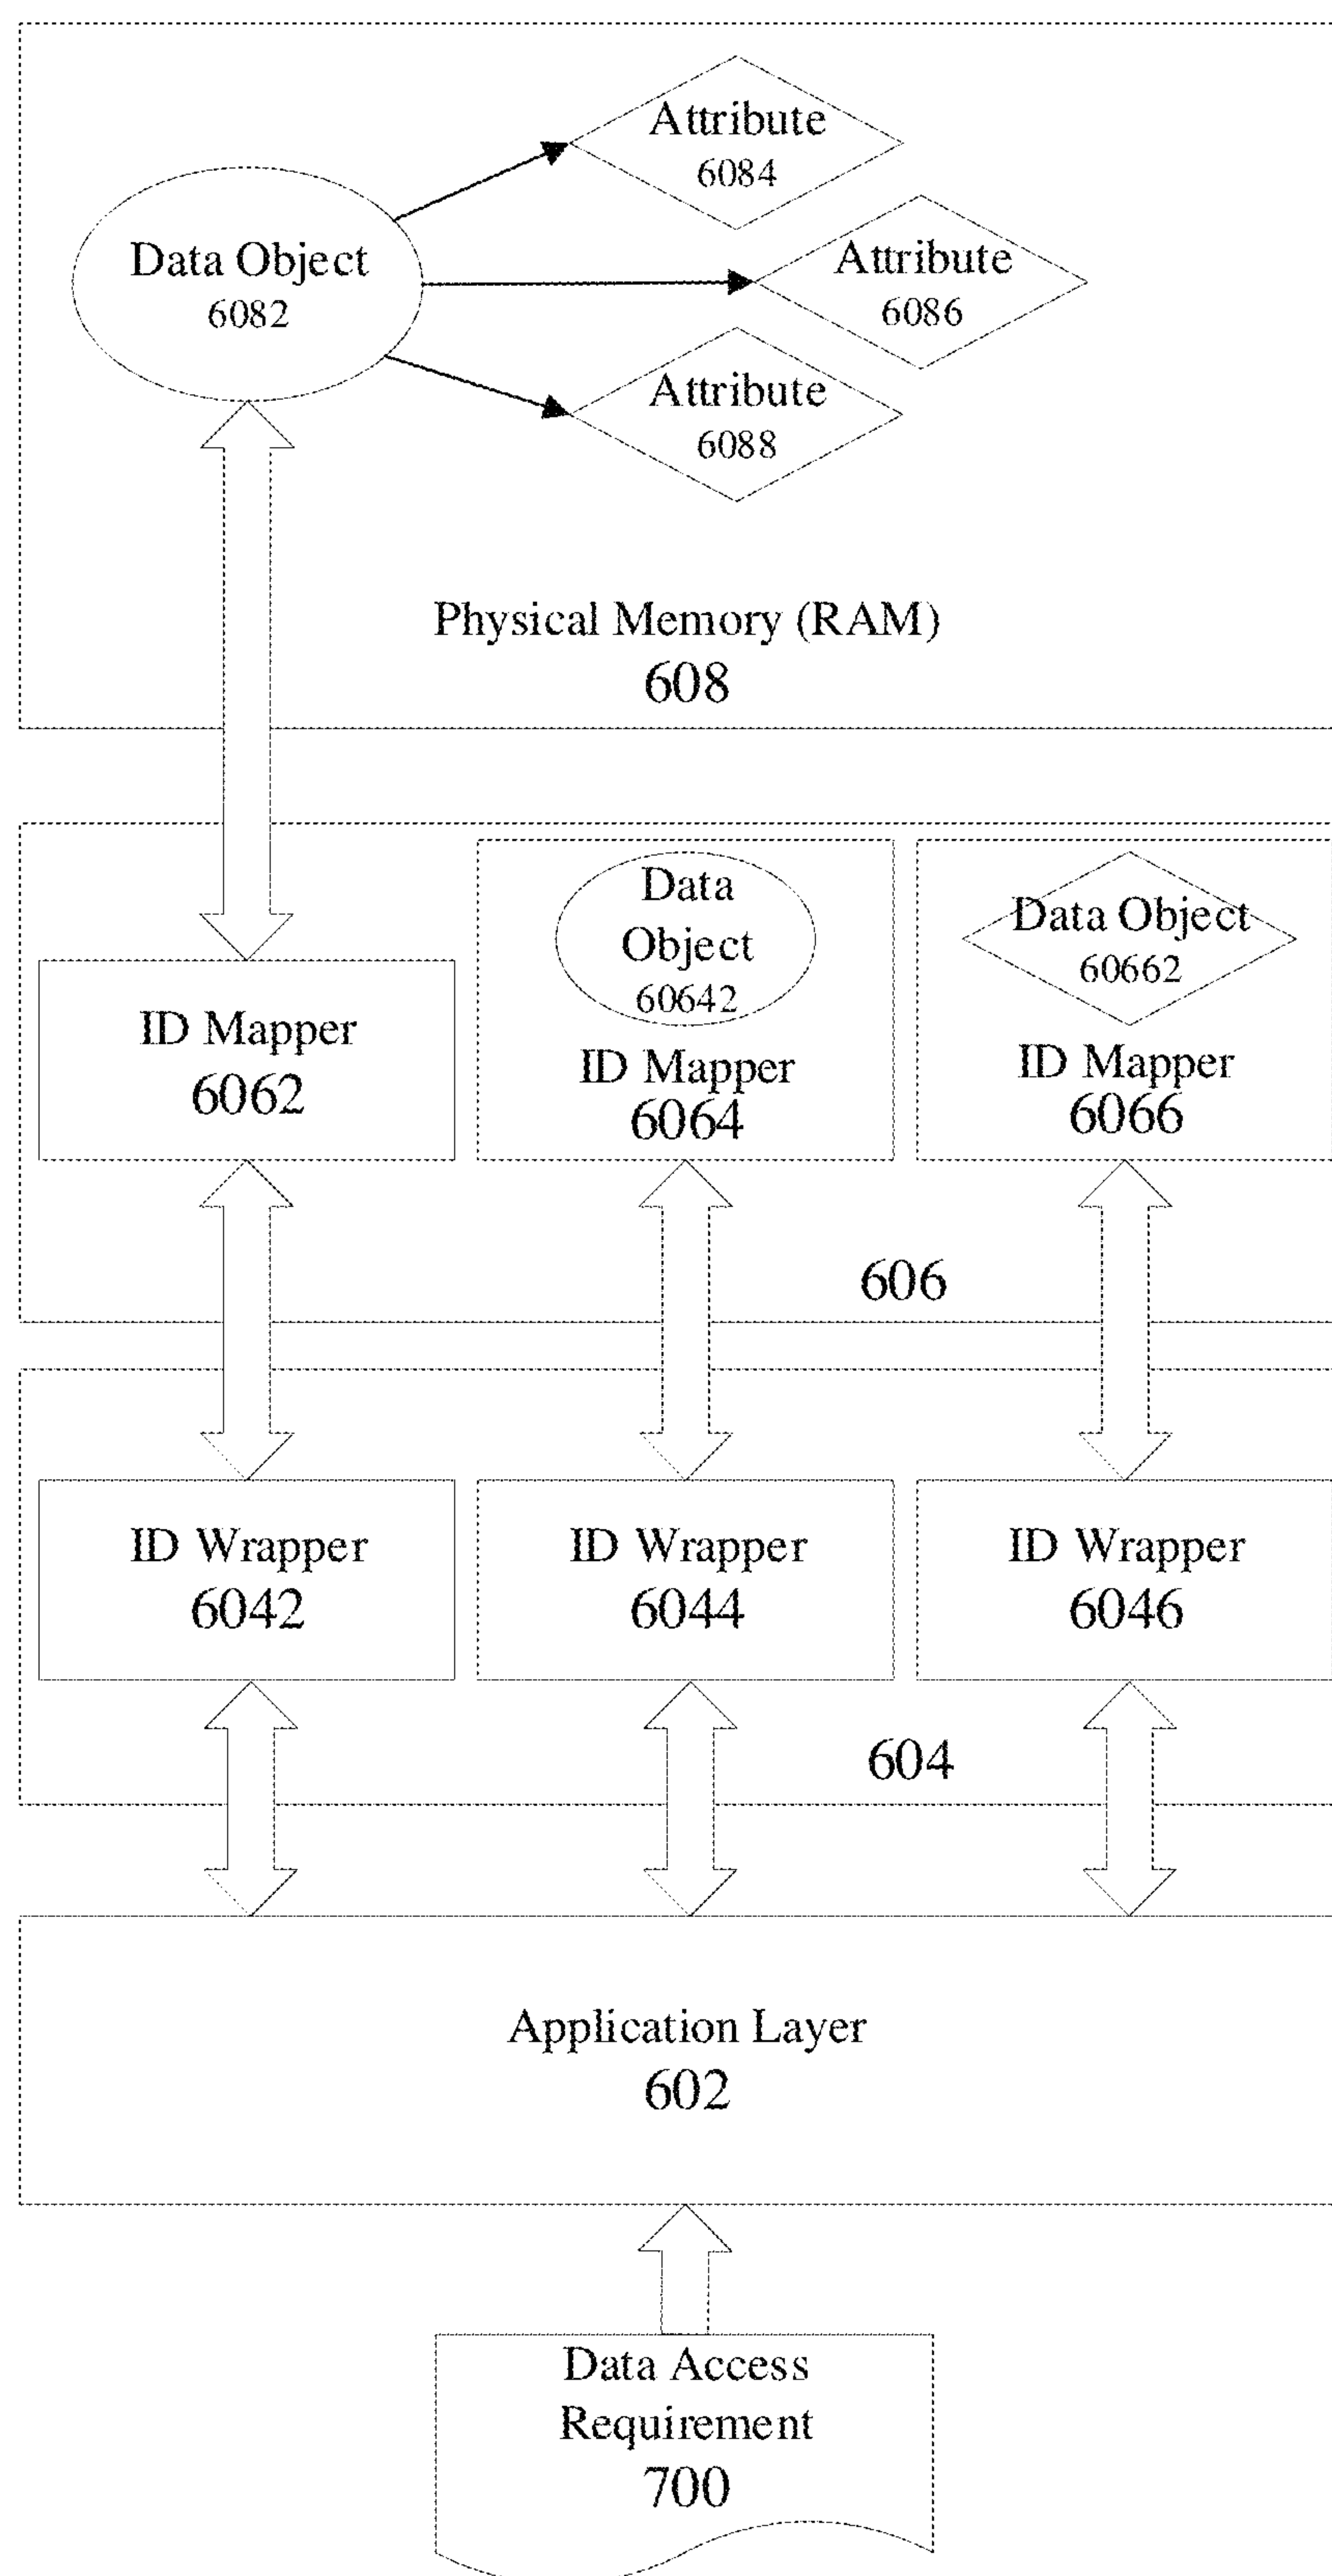 Attribute
6084
Data Object
6082
Attribute
6086
Attribute
6088
Physical Memory (RAM)
608
ID Mapper
6062
Data
Object
60642
ID Mapper
6064
Data Object
60662
ID Mapper
6066
606
ID Wrapper
6042
ID Wrapper
6044
ID Wrapper
6046
604
Application Layer
602
Data Access
Requirement
700